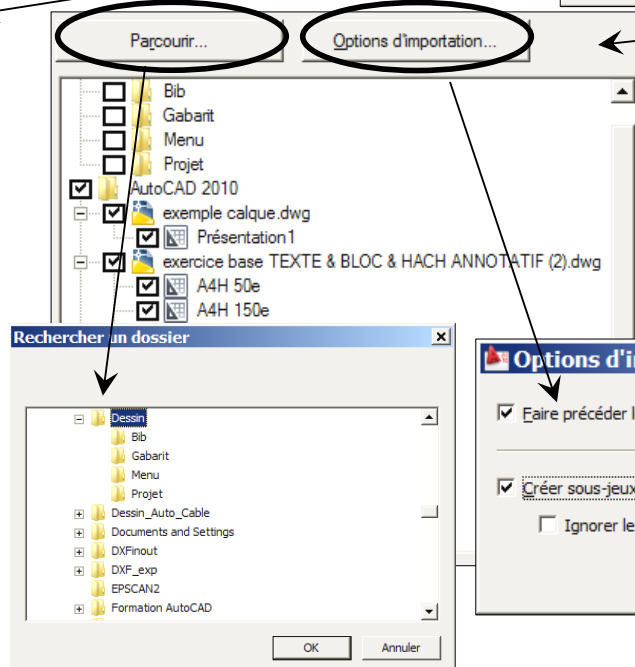 Parcourir... Options d'importation...
Bib
Gabarit
Menu
Projet
AutoCAD 2010
exemple calque.dwg
Présentation1
exercice base TEXTE & BLOC & HACH ANNOTATIF (2).dwg
A4H 50e
A4H 150e
Rechercher un dossier
Dessin
Bib
Gabarit
Menu
Projet
Dessin_Auto_Cable
Documents and Settings
DXFinout
DXF_exp
EPSCAN2
Formation AutoCAD
OK Annuler
Options d'i
Faire précéder l
Créer sous-jeux
Ignorer le